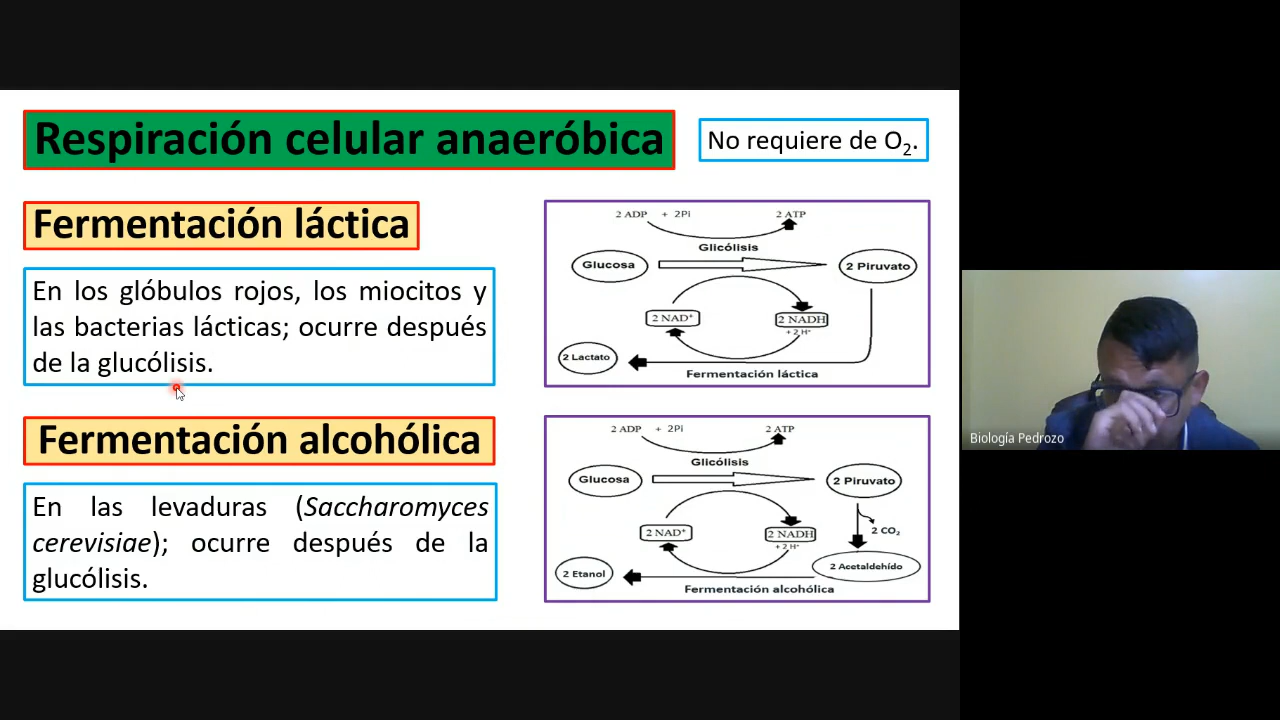 Respiración celular anaeróbica
No requiere de O₂.
Fermentación láctica
En los glóbulos rojos, los miocitos y
las bacterias lácticas; ocurre después
de la glucólisis.
2 ADP + 2Pi 2 ATP
Glicólisis
Glucosa 2 Piruvato
2 NAD⁺ 2 NADH
+ 2 H⁺
2 Lactato
Fermentación láctica
Fermentación alcohólica
En las levaduras (Saccharomyces
cerevisiae); ocurre después de la
glucólisis.
2 ADP + 2Pi 2 ATP
Glicólisis
Glucosa 2 Piruvato
2 NAD⁺ 2 NADH
+ 2 H⁺
2 CO₂
2 Acetaldehído
2 Etanol
Fermentación alcohólica
Biología Pedrozo